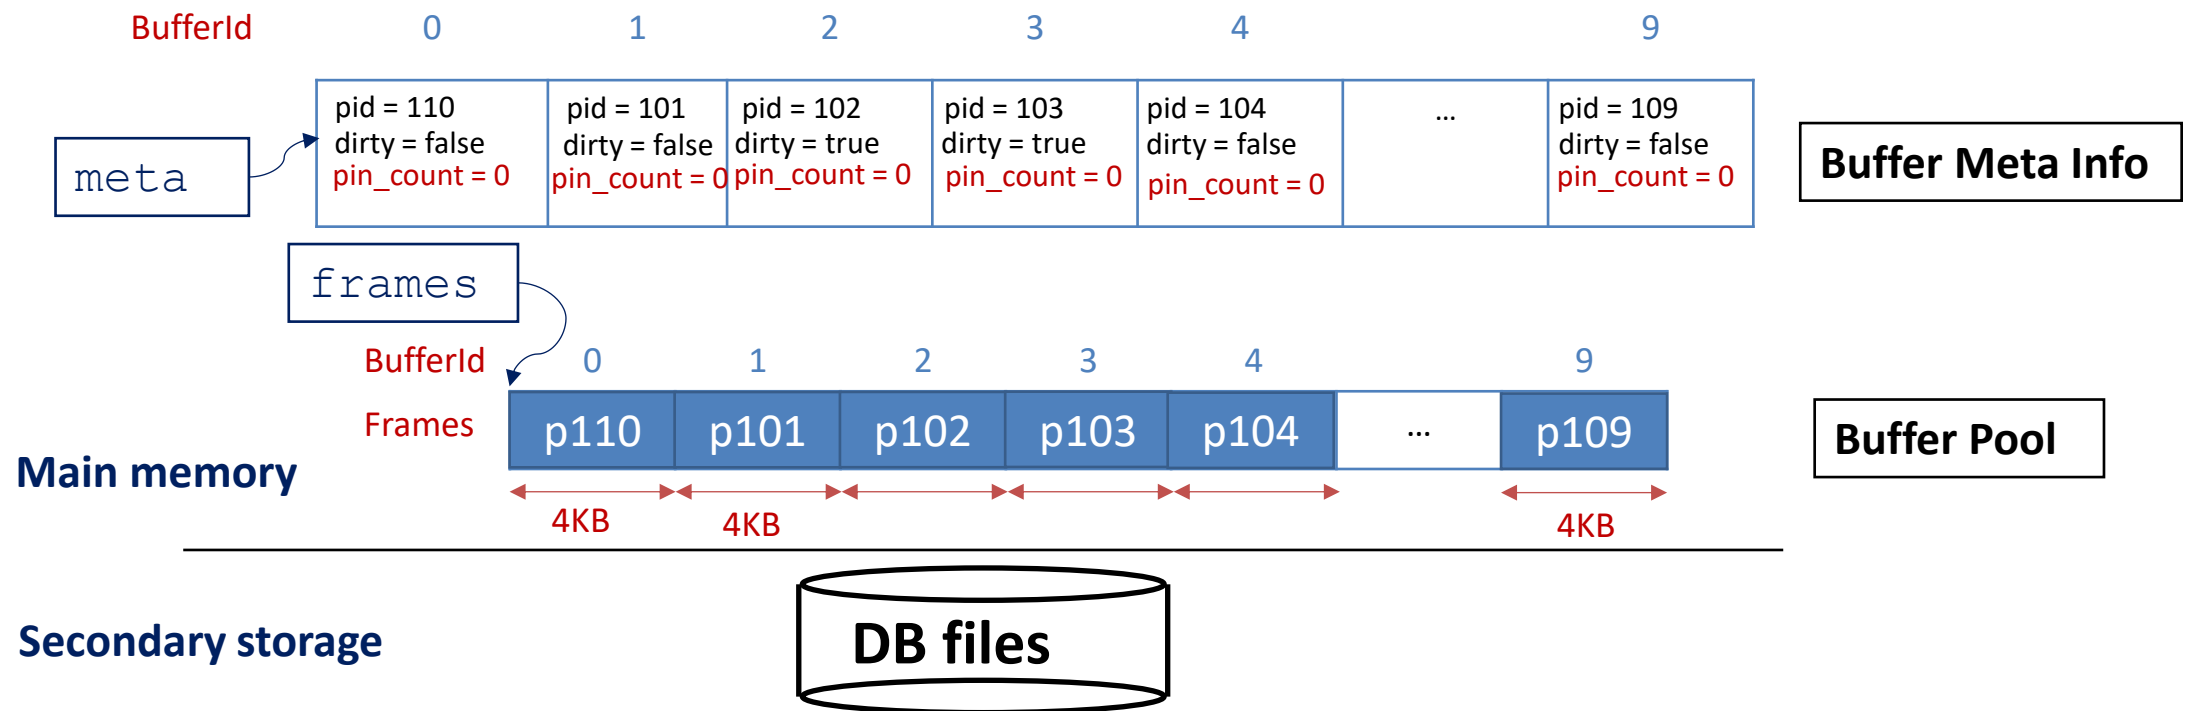 BufferId 0 1 2 3 4 9
pid = 110
dirty = false
pin_count = 0
pid = 101
dirty = false
pin_count = 0
pid = 102
dirty = true
pin_count = 0
pid = 103
dirty = true
pin_count = 0
pid = 104
dirty = false
pin_count = 0
...
pid = 109
dirty = false
pin_count = 0
meta
Buffer Meta Info
frames
BufferId 0 1 2 3 4 9
Frames p110 p101 p102 p103 p104 ... p109
Buffer Pool
Main memory
4KB 4KB 4KB
Secondary storage
DB files